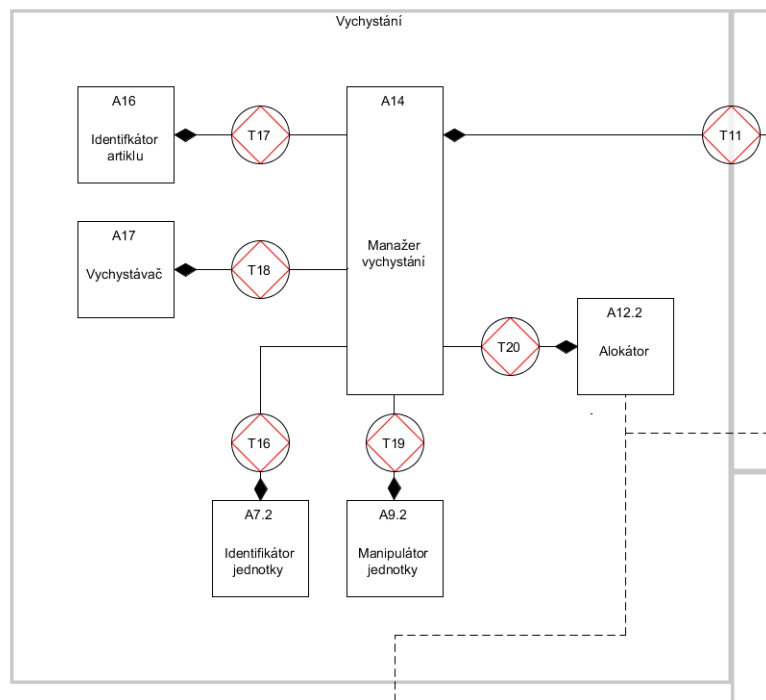 Vychystání
A16
Identifkátor
artiklu
T17
A14
Manažer
vychystání
T11
A17
Vychystávač
T18
A12.2
Alokátor
T20
T16
T19
A7.2
Identifikátor
jednotky
A9.2
Manipulátor
jednotky